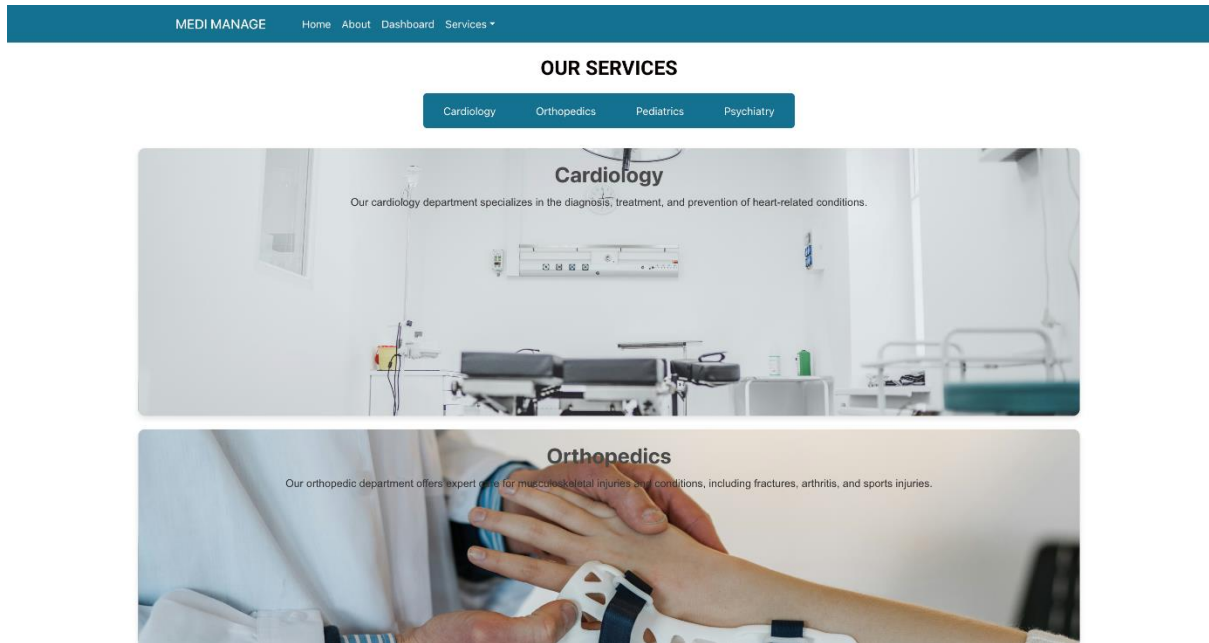 MEDI MANAGE Home About Dashboard Services
OUR SERVICES
Cardiology Orthopedics Pediatrics Psychiatry
Cardiology
Our cardiology department specializes in the diagnosis, treatment, and prevention of heart-related conditions.
Orthopedics
Our orthopedic department offers expert care for musculoskeletal injuries and conditions, including fractures, arthritis, and sports injuries.